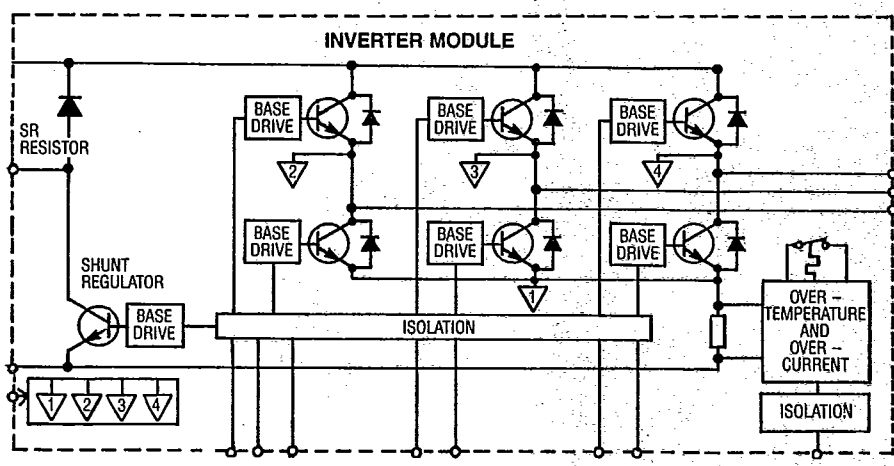 INVERTER MODULE
SR
RESISTOR
BASE
DRIVE
BASE
DRIVE
BASE
DRIVE
2
3
4
BASE
DRIVE
BASE
DRIVE
BASE
DRIVE
SHUNT
REGULATOR
1
BASE
DRIVE
ISOLATION
OVER –
TEMPERATURE
AND
OVER –
CURRENT
1 2 3 4
ISOLATION